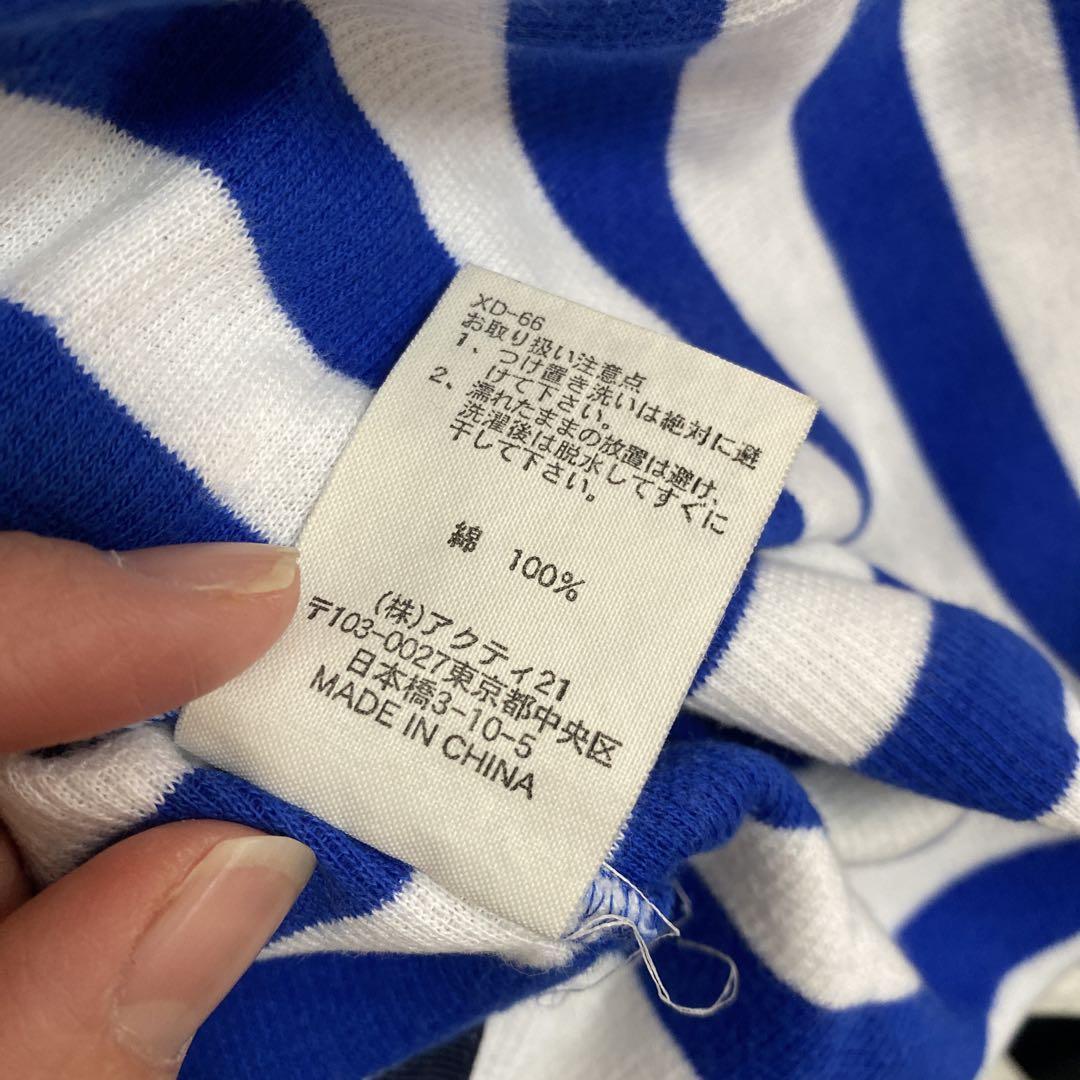 XD-66
お取り扱い注意点
1、つけ置き洗いは絶対に避
けて下さい。
2、濡れたままの放置は避け、
洗濯後は脱水してすぐに
干して下さい。
綿 100%
(株)アクティ21
〒103-0027東京都中央区
日本橋3-10-5
MADE IN CHINA